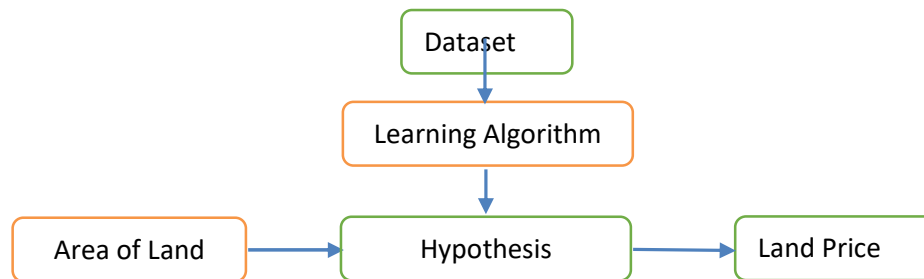 Dataset
Learning Algorithm
Area of Land
Hypothesis
Land Price